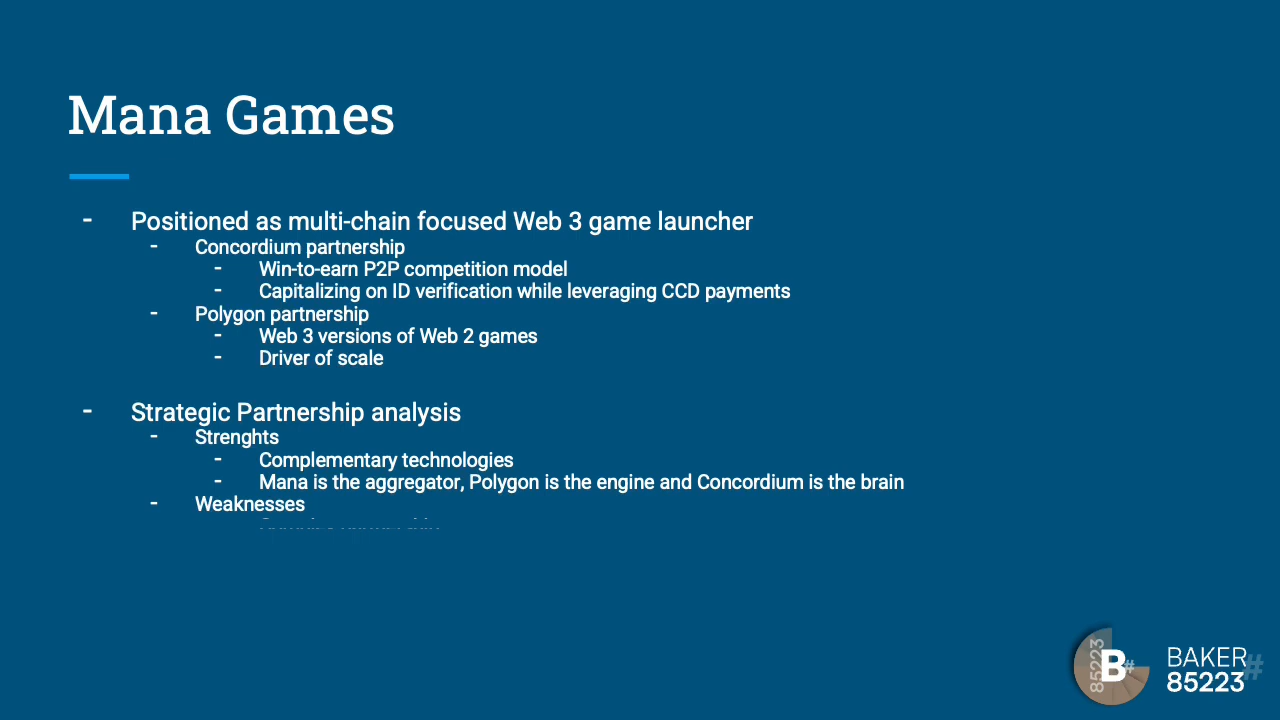 Mana Games
- Positioned as multi-chain focused Web 3 game launcher
- Concordium partnership
- Win-to-earn P2P competition model
- Capitalizing on ID verification while leveraging CCD payments
- Polygon partnership
- Web 3 versions of Web 2 games
- Driver of scale
- Strategic Partnership analysis
- Strenghts
- Complementary technologies
- Mana is the aggregator, Polygon is the engine and Concordium is the brain
- Weaknesses
85223
B#
BAKER
85223#